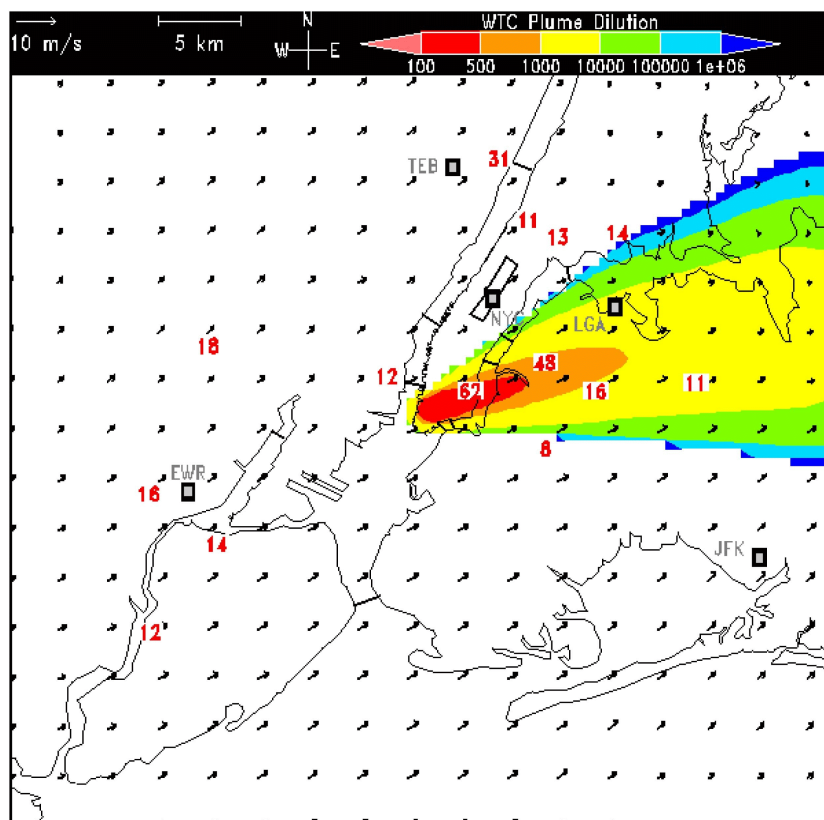 WTC Plume Dilution
10 m/s
5 km
N
W E
100 500 1000 10000 100000 1e+06
TEB
31
11
13
14
NYC
LGA
18
12
62
48
16
11
8
EWR
16
14
JFK
12